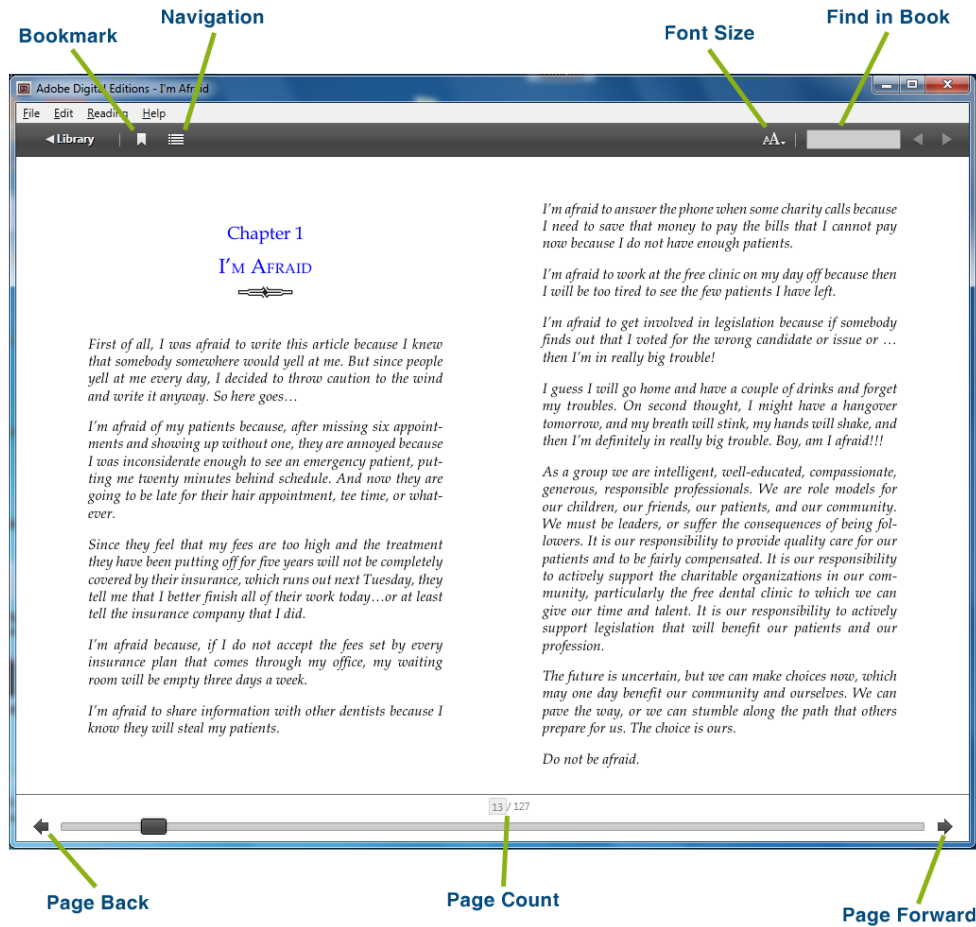 Navigation
Find in Book
Bookmark
Font Size
Adobe Digital Editions - I'm Afraid
File Edit Reading Help
Library
AA
Chapter 1
I'M AFRAID
First of all, I was afraid to write this article because I knew
that somebody somewhere would yell at me. But since people
yell at me every day, I decided to throw caution to the wind
and write it anyway. So here goes…
I'm afraid of my patients because, after missing six appoint-
ments and showing up without one, they are annoyed because
I was inconsiderate enough to see an emergency patient, put-
ting me twenty minutes behind schedule. And now they are
going to be late for their hair appointment, tee time, or what-
ever.
Since they feel that my fees are too high and the treatment
they have been putting off for five years will not be completely
covered by their insurance, which runs out next Tuesday, they
tell me that I better finish all of their work today…or at least
tell the insurance company that I did.
I'm afraid because, if I do not accept the fees set by every
insurance plan that comes through my office, my waiting
room will be empty three days a week.
I'm afraid to share information with other dentists because I
know they will steal my patients.
I'm afraid to answer the phone when some charity calls because
I need to save that money to pay the bills that I cannot pay
now because I do not have enough patients.
I'm afraid to work at the free clinic on my day off because then
I will be too tired to see the few patients I have left.
I'm afraid to get involved in legislation because if somebody
finds out that I voted for the wrong candidate or issue or …
then I'm in really big trouble!
I guess I will go home and have a couple of drinks and forget
my troubles. On second thought, I might have a hangover
tomorrow, and my breath will stink, my hands will shake, and
then I'm definitely in really big trouble. Boy, am I afraid!!!
As a group we are intelligent, well-educated, compassionate,
generous, responsible professionals. We are role models for
our children, our friends, our patients, and our community.
We must be leaders, or suffer the consequences of being fol-
lowers. It is our responsibility to provide quality care for our
patients and to be fairly compensated. It is our responsibility
to actively support the charitable organizations in our com-
munity, particularly the free dental clinic to which we can
give our time and talent. It is our responsibility to actively
support legislation that will benefit our patients and our
profession.
The future is uncertain, but we can make choices now, which
may one day benefit our community and ourselves. We can
pave the way, or we can stumble along the path that others
prepare for us. The choice is ours.
Do not be afraid.
13 / 127
Page Back
Page Count
Page Forward